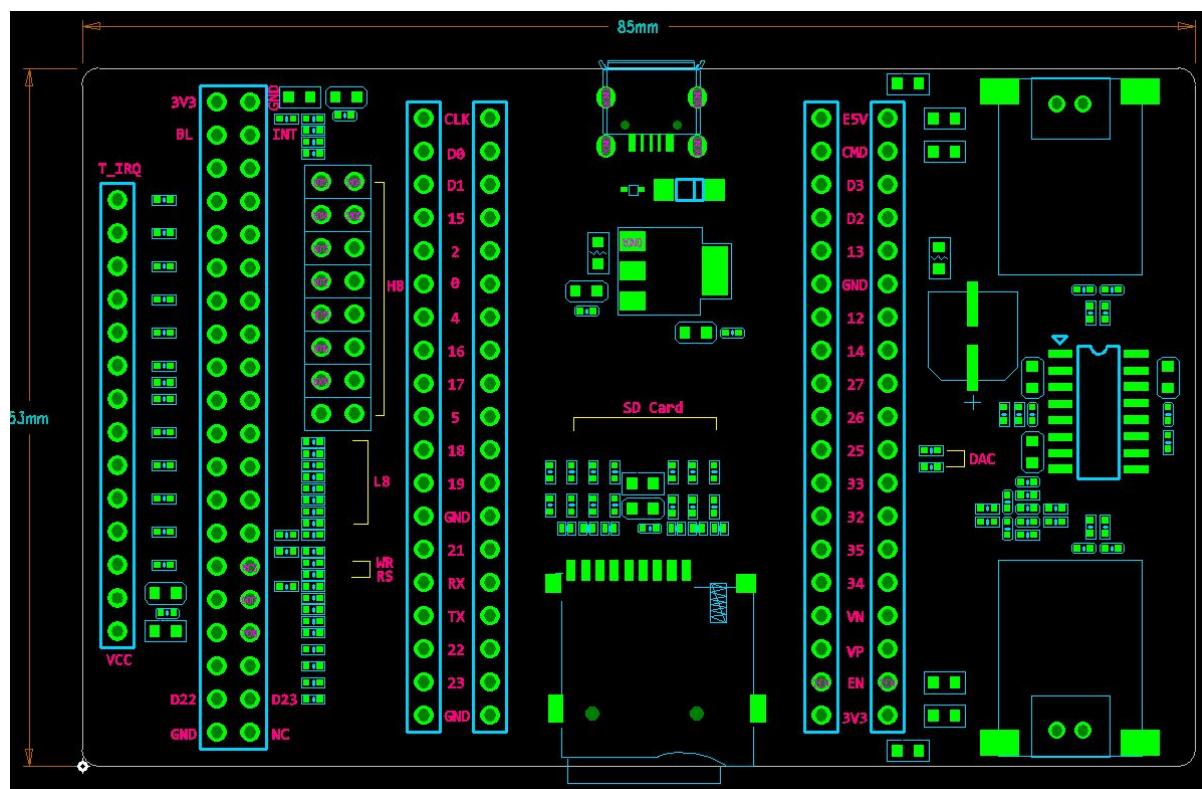 85mm
53mm
3V3
GND
BL
INT
T_IRQ
H8
L8
WR
RS
VCC
D22
D23
GND
NC
CLK
D0
D1
15
2
0
4
16
17
5
18
19
GND
21
RX
TX
22
23
GND
SD Card
E5V
CMD
D3
D2
13
GND
12
14
27
26
25
33
32
35
34
VN
VP
EN
3V3
DAC